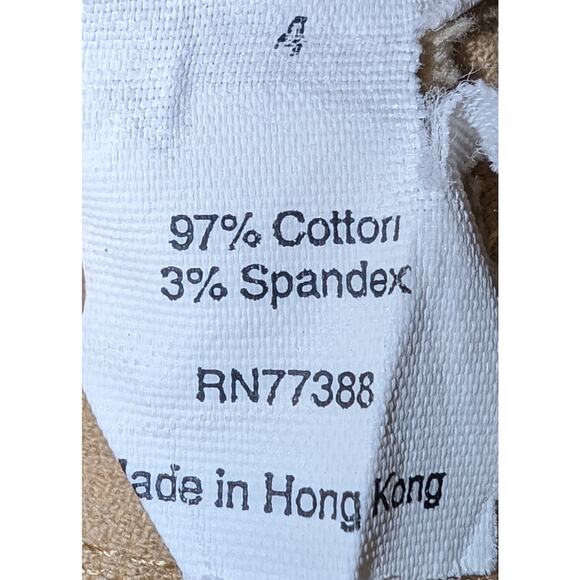 4
97% Cotton
3% Spandex
RN77388
Made in Hong Kong